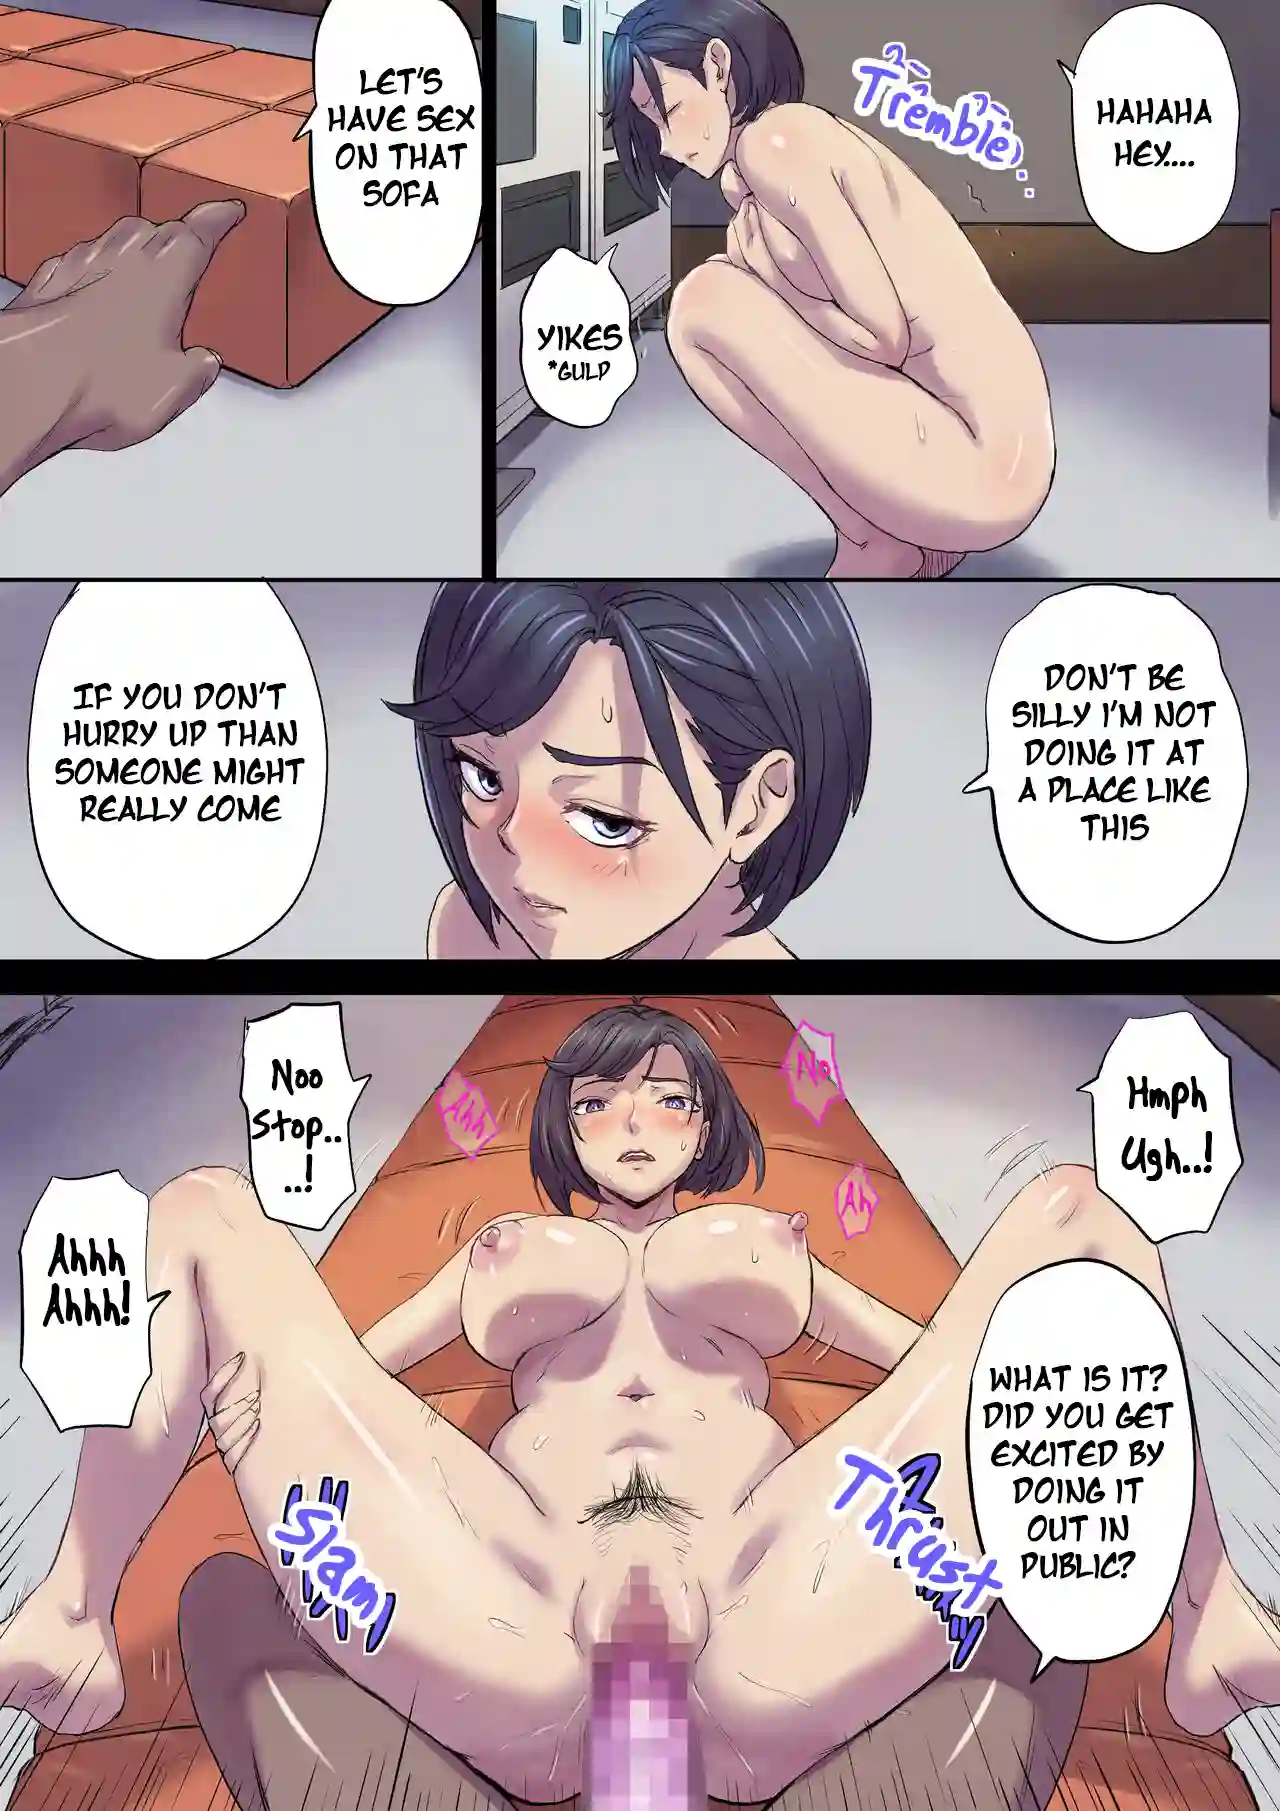 HAHAHA
HEY....
Tremble
YIKES
*GULP
LET'S
HAVE SEX
ON THAT
SOFA
DON'T BE
SILLY I'M NOT
DOING IT AT
A PLACE LIKE
THIS
IF YOU DON'T
HURRY UP THAN
SOMEONE MIGHT
REALLY COME
Hmph
Ugh..!
No
Ah
Ahh
Noo
Stop..
..!
Ahhh
Ahhh!
WHAT IS IT?
DID YOU GET
EXCITED BY
DOING IT
OUT IN
PUBLIC?
Thrust
Slam